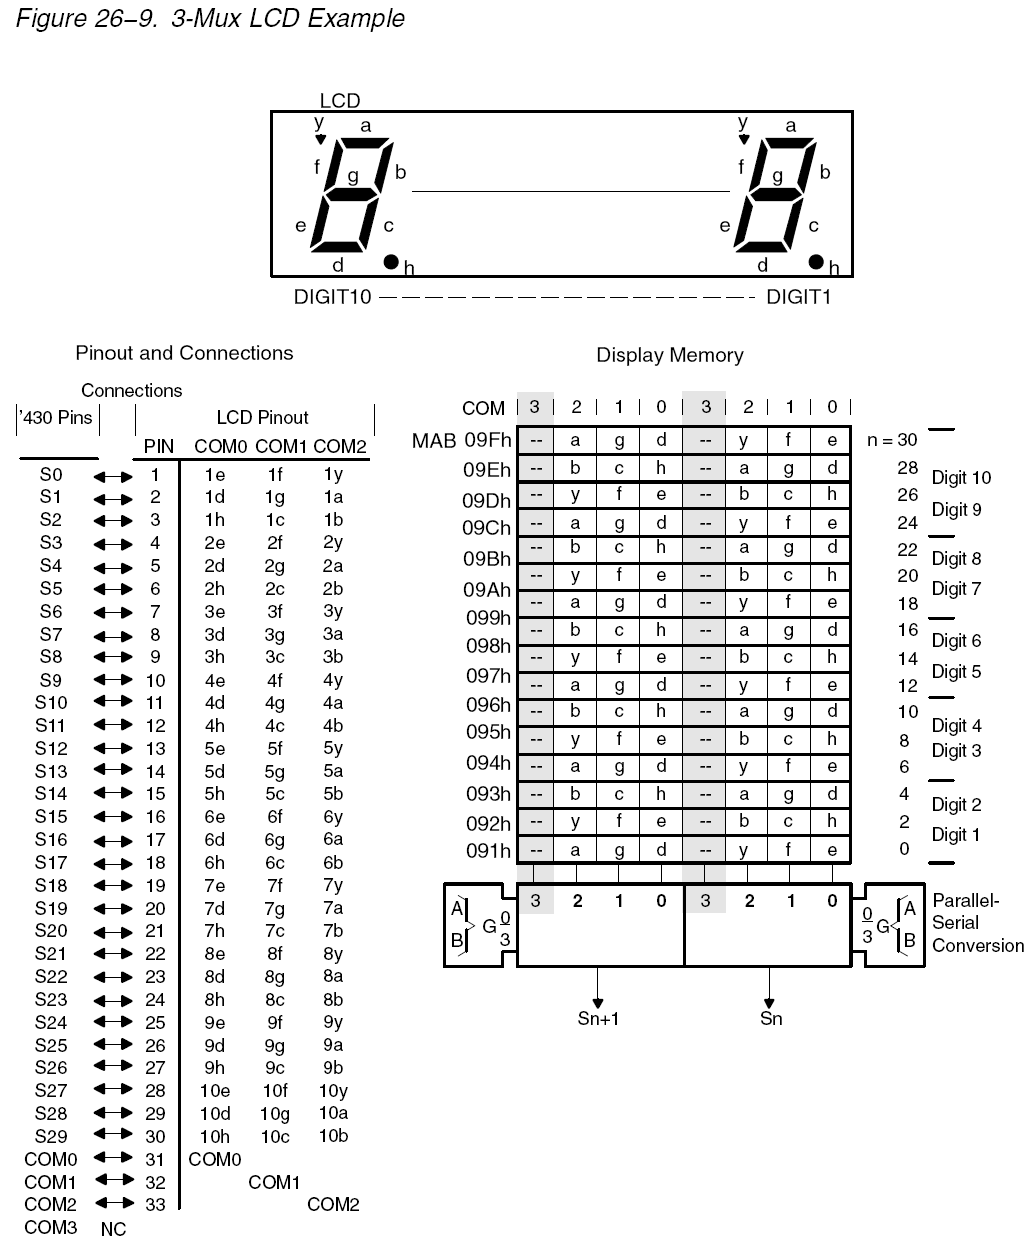 Figure 26–9. 3-Mux LCD Example
LCD
y a y a
f g b f g b
e c e c
d h d h
DIGIT10 DIGIT1
Pinout and Connections
Display Memory
Connections
'430 Pins LCD Pinout
PIN COM0 COM1 COM2
S0 1 1e 1f 1y
S1 2 1d 1g 1a
S2 3 1h 1c 1b
S3 4 2e 2f 2y
S4 5 2d 2g 2a
S5 6 2h 2c 2b
S6 7 3e 3f 3y
S7 8 3d 3g 3a
S8 9 3h 3c 3b
S9 10 4e 4f 4y
S10 11 4d 4g 4a
S11 12 4h 4c 4b
S12 13 5e 5f 5y
S13 14 5d 5g 5a
S14 15 5h 5c 5b
S15 16 6e 6f 6y
S16 17 6d 6g 6a
S17 18 6h 6c 6b
S18 19 7e 7f 7y
S19 20 7d 7g 7a
S20 21 7h 7c 7b
S21 22 8e 8f 8y
S22 23 8d 8g 8a
S23 24 8h 8c 8b
S24 25 9e 9f 9y
S25 26 9d 9g 9a
S26 27 9h 9c 9b
S27 28 10e 10f 10y
S28 29 10d 10g 10a
S29 30 10h 10c 10b
COM0 31 COM0
COM1 32 COM1
COM2 33 COM2
COM3 NC
COM 3 2 1 0 3 2 1 0
MAB 09Fh -- a g d -- y f e n = 30
09Eh -- b c h -- a g d 28 Digit 10
09Dh -- y f e -- b c h 26 Digit 9
09Ch -- a g d -- y f e 24
09Bh -- b c h -- a g d 22 Digit 8
09Ah -- y f e -- b c h 20 Digit 7
099h -- a g d -- y f e 18
098h -- b c h -- a g d 16 Digit 6
097h -- y f e -- b c h 14 Digit 5
096h -- a g d -- y f e 12
095h -- b c h -- a g d 10 Digit 4
094h -- y f e -- b c h 8 Digit 3
-- a g d -- y f e 6
093h -- b c h -- a g d 4 Digit 2
092h -- y f e -- b c h 2 Digit 1
091h -- a g d -- y f e 0
3 2 1 0 3 2 1 0
A B G 0 3
0 3 G A B
Parallel-
Serial
Conversion
Sn+1 Sn